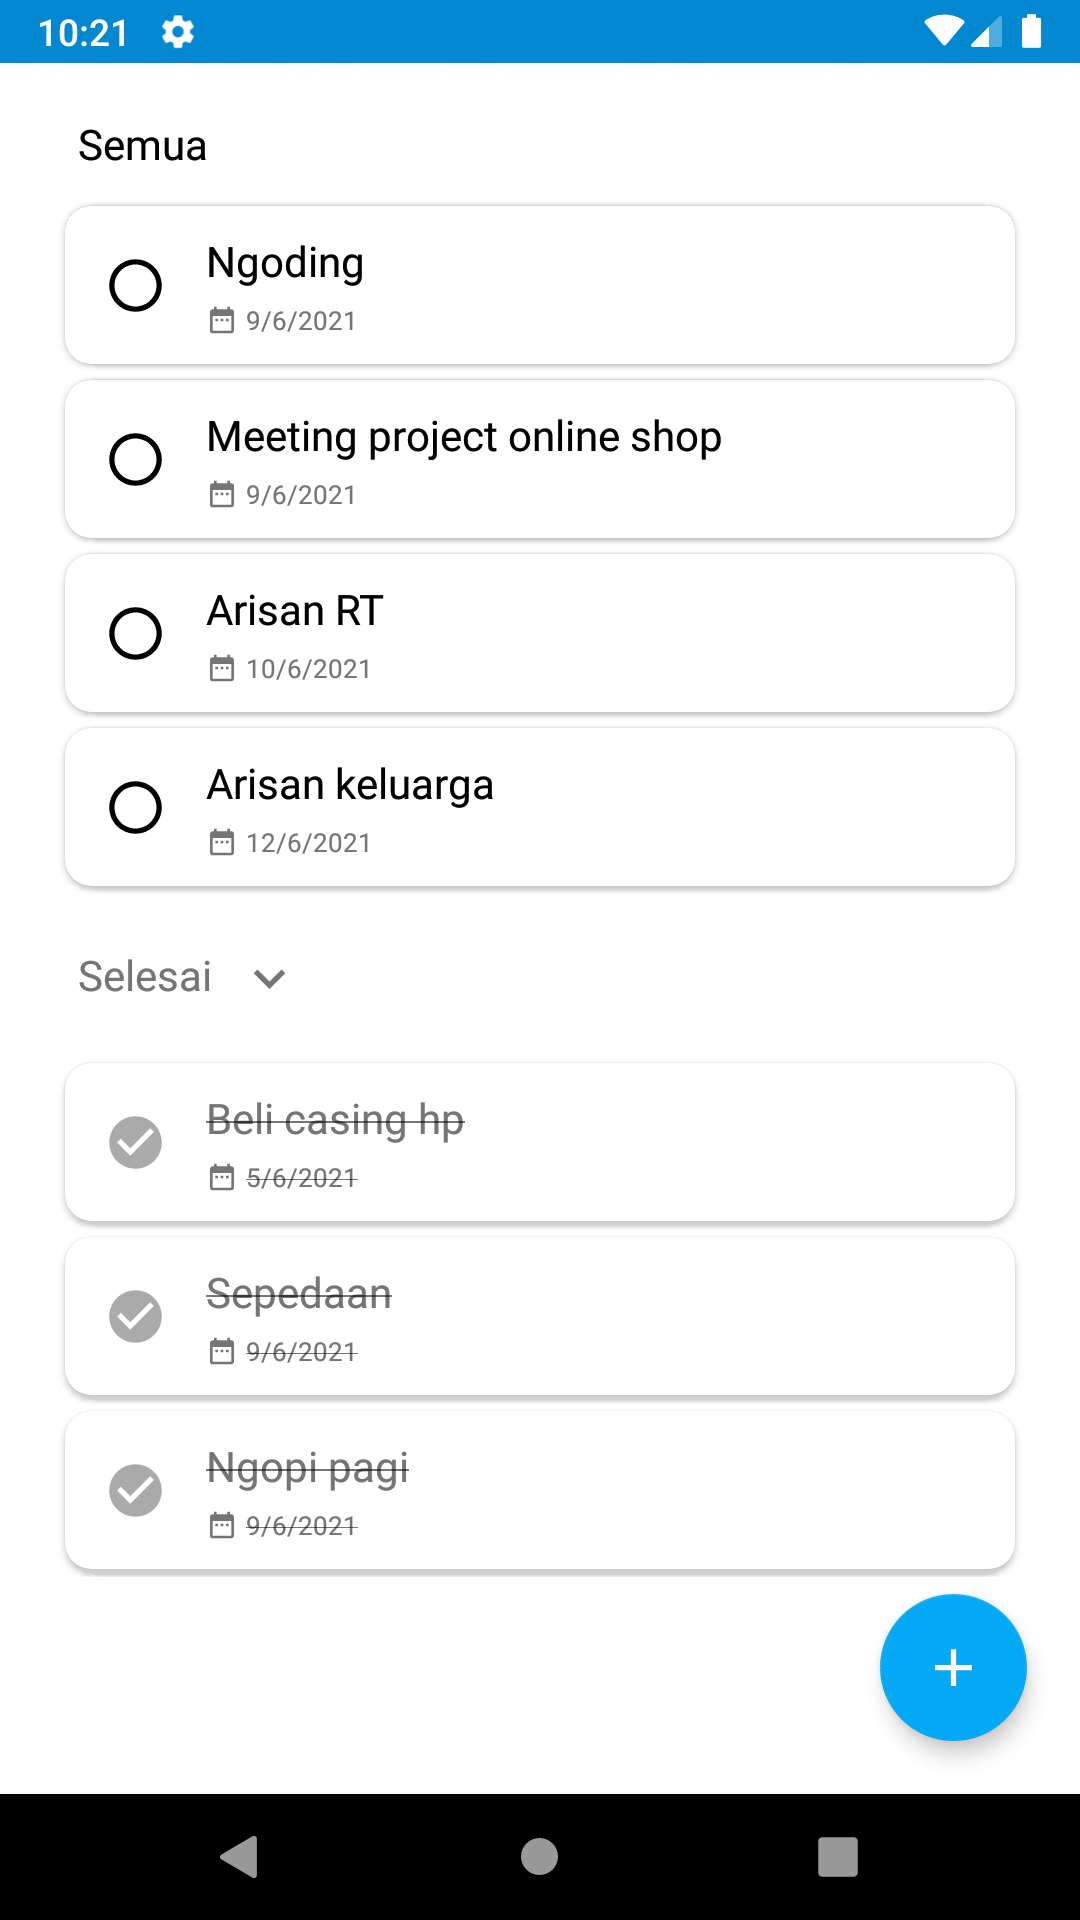 10:21
Semua
Ngoding
9/6/2021
Meeting project online shop
9/6/2021
Arisan RT
10/6/2021
Arisan keluarga
12/6/2021
Selesai
Beli casing hp
5/6/2021
Sepedaan
9/6/2021
Ngopi pagi
9/6/2021